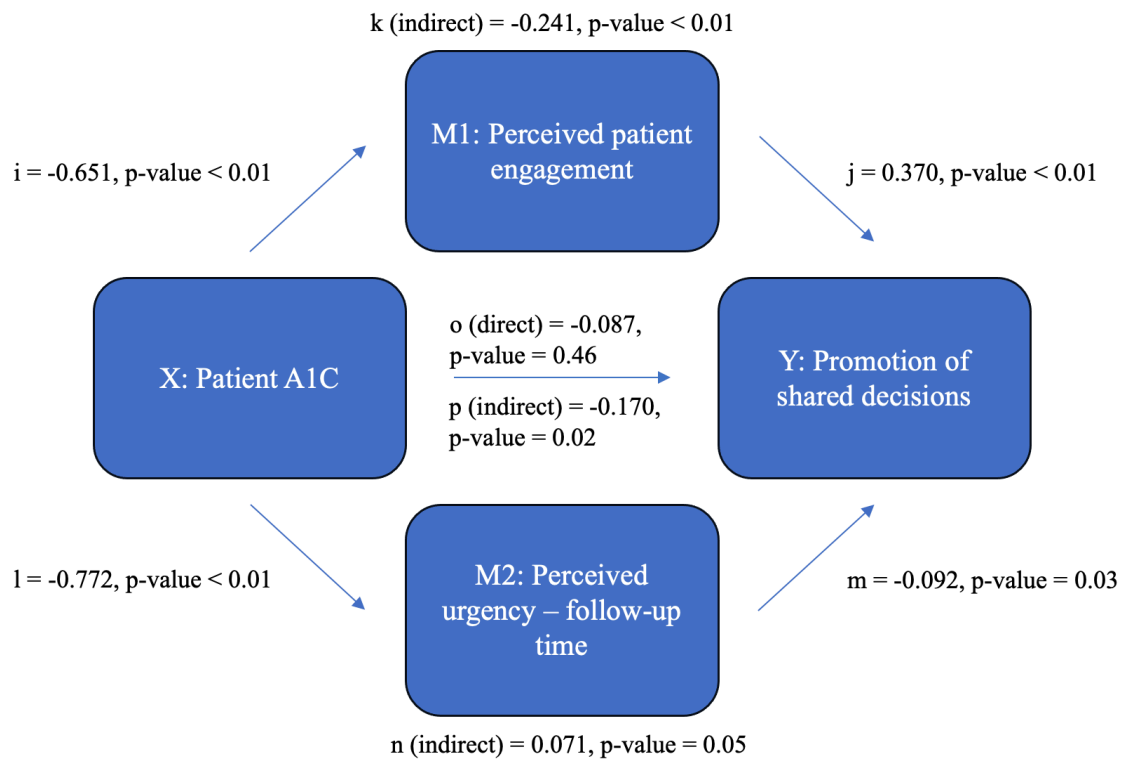 k (indirect) = -0.241, p-value < 0.01
M1: Perceived patient
engagement
i = -0.651, p-value < 0.01
j = 0.370, p-value < 0.01
X: Patient A1C
o (direct) = -0.087,
p-value = 0.46
p (indirect) = -0.170,
p-value = 0.02
Y: Promotion of
shared decisions
l = -0.772, p-value < 0.01
M2: Perceived
urgency – follow-up
time
m = -0.092, p-value = 0.03
n (indirect) = 0.071, p-value = 0.05